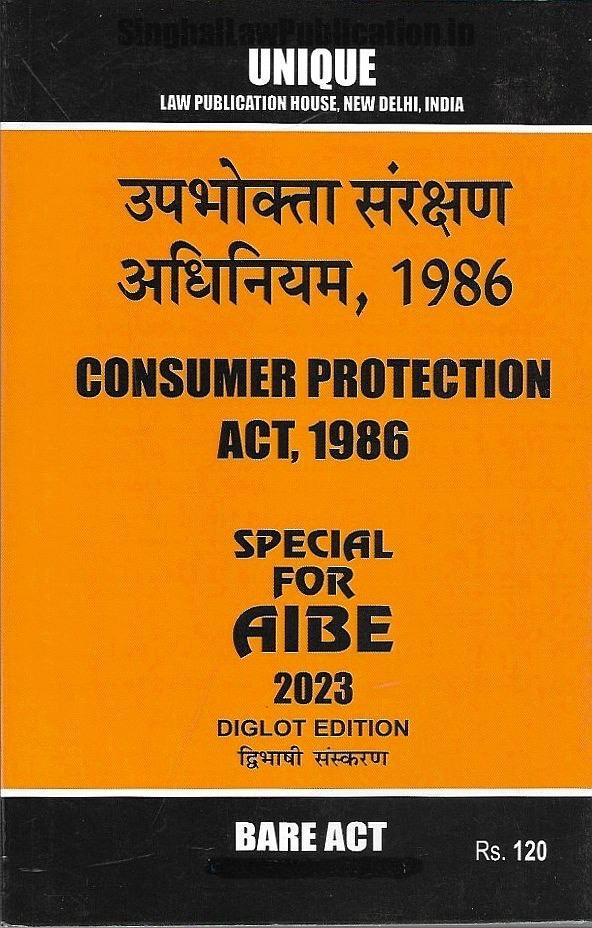 SinghalLawPublication.in
UNIQUE
LAW PUBLICATION HOUSE, NEW DELHI, INDIA
उपभोक्ता संरक्षण
अधिनियम, 1986
CONSUMER PROTECTION
ACT, 1986
SPECIAL
FOR
AIBE
2023
DIGLOT EDITION
द्विभाषी संस्करण
BARE ACT
Rs. 120